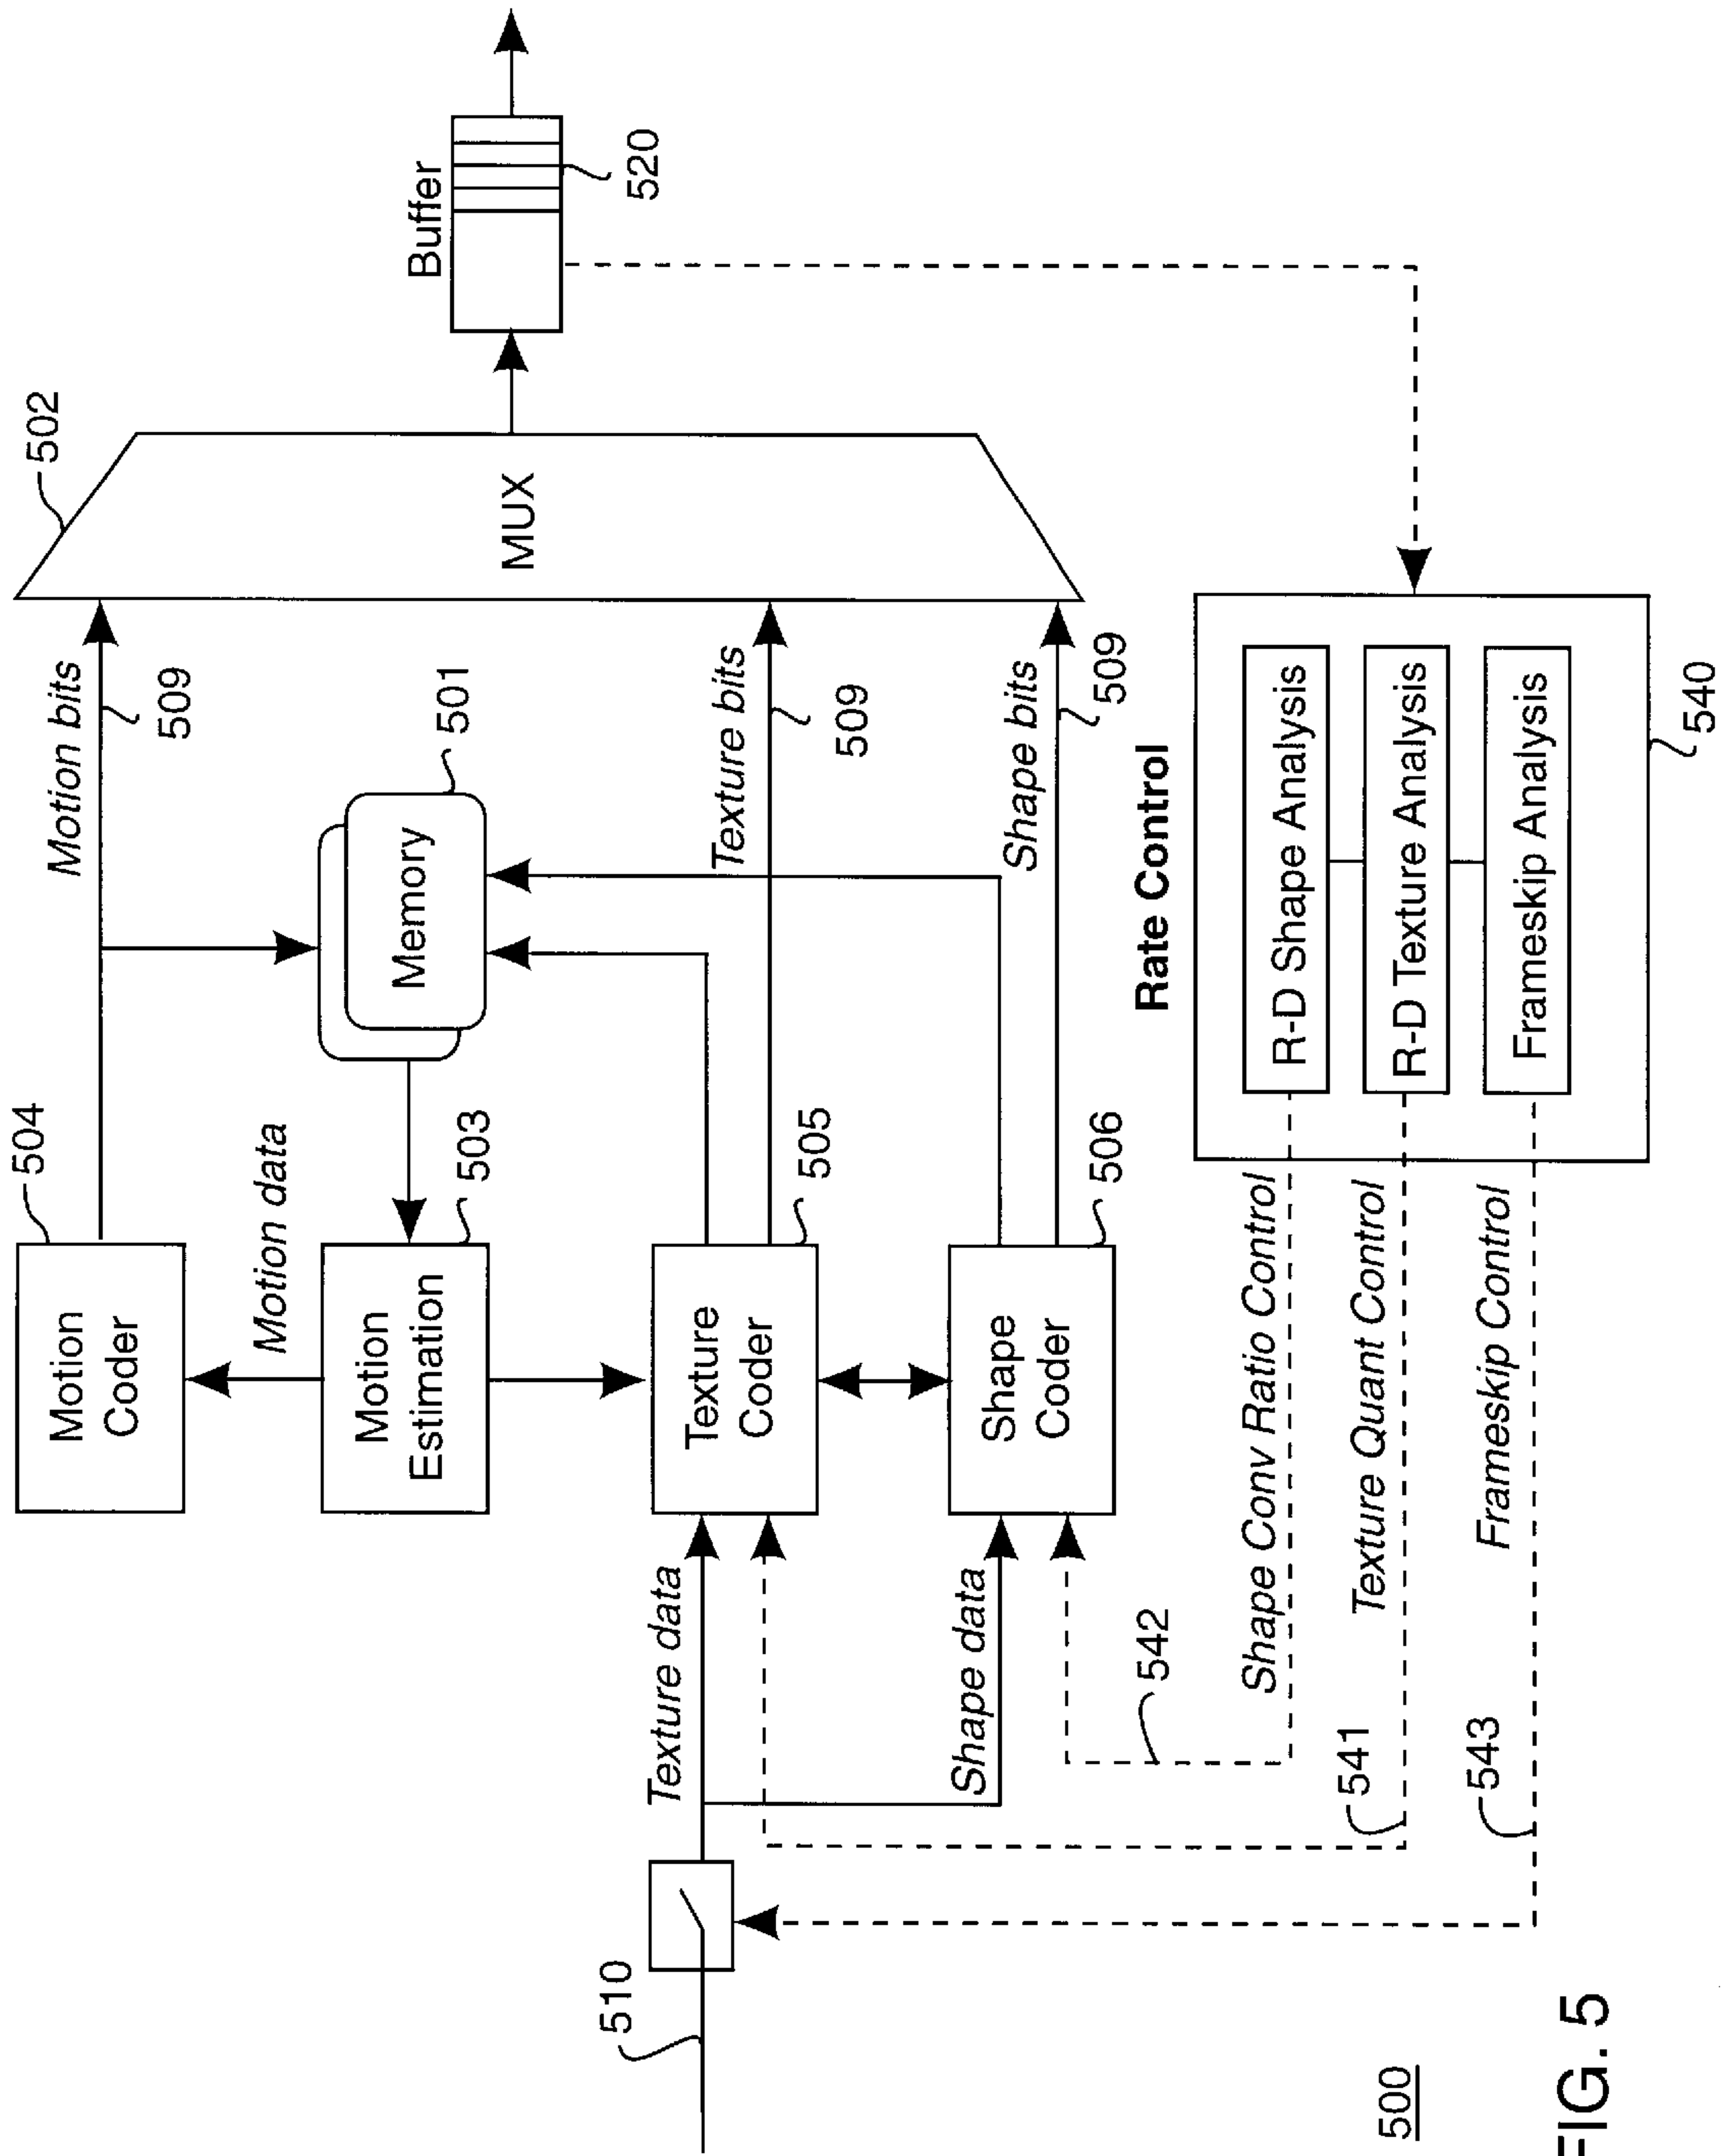 504
Motion
Coder
Motion bits
509
502
Motion data
Motion
Estimation
503
Memory
501
MUX
Buffer
520
510
Texture data
Texture
Coder
505
Texture bits
509
Shape data
Shape
Coder
506
Shape bits
509
542
Rate Control
Shape Conv Ratio Control
R-D Shape Analysis
541
Texture Quant Control
R-D Texture Analysis
543
Frameskip Control
Frameskip Analysis
540
500
FIG. 5